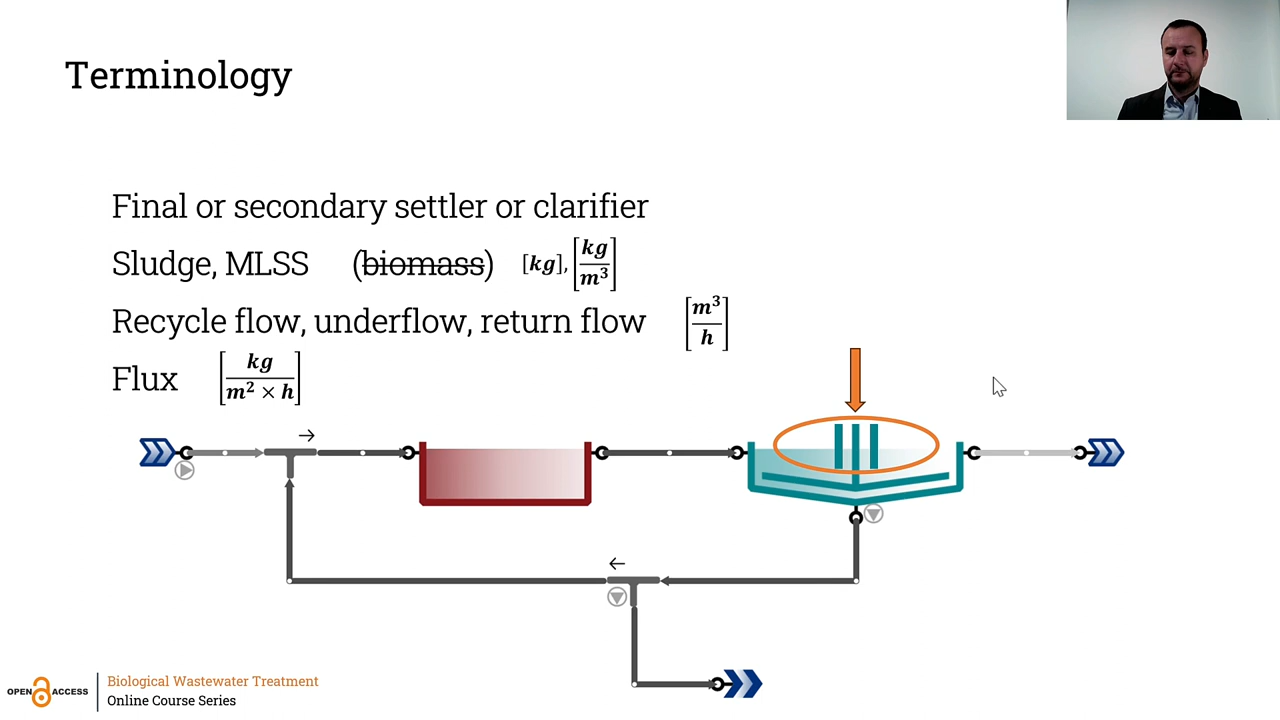 Terminology
Final or secondary settler or clarifier
Sludge, MLSS (biomass) [kg], [kg/m³]
Recycle flow, underflow, return flow [m³/h]
Flux [kg/m² × h]
→
←
OPEN ACCESS
Biological Wastewater Treatment
Online Course Series